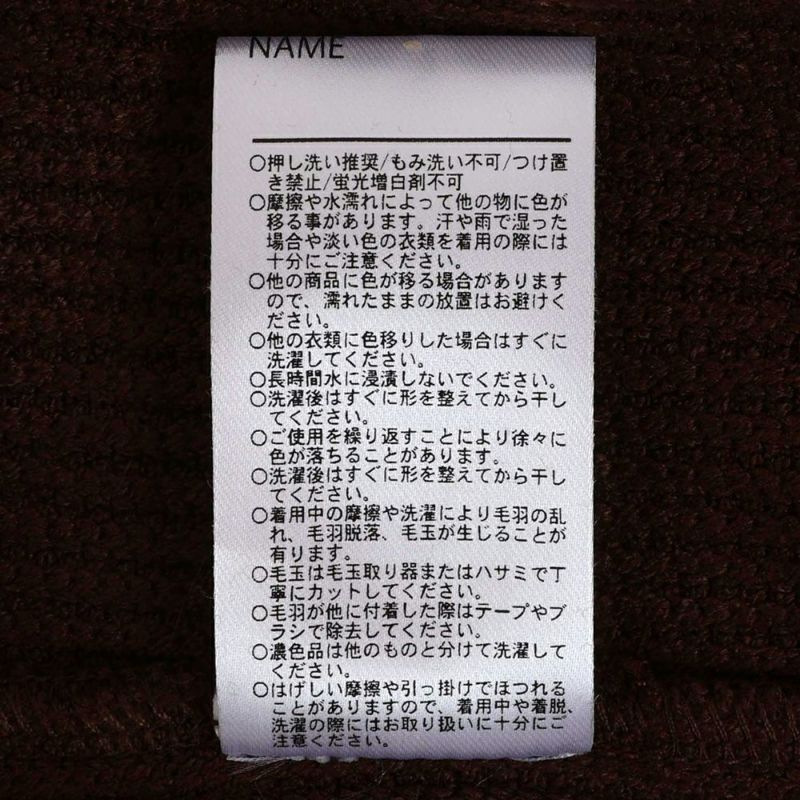 NAME
○押し洗い推奨/もみ洗い不可/つけ置
き禁止/蛍光増白剤不可
○摩擦や水濡れによって他の物に色が
移る事があります。汗や雨で湿った
場合や淡い色の衣類を着用の際には
十分にご注意ください。
○他の商品に色が移る場合があります
ので、濡れたままの放置はお避けく
ださい。
○他の衣類に色移りした場合はすぐに
洗濯してください。
○長時間水に浸漬しないでください。
○洗濯後はすぐに形を整えてから干し
てください。
○ご使用を繰り返すことにより徐々に
色が落ちることがあります。
○洗濯後はすぐに形を整えてから干し
てください。
○着用中の摩擦や洗濯により毛羽の乱
れ、毛羽脱落、毛玉が生じることが
有ります。
○毛玉は毛玉取り器またはハサミで丁
寧にカットしてください。
○毛羽が他に付着した際はテープやブ
ラシで除去してください。
○濃色品は他のものと分けて洗濯して
ください。
○はげしい摩擦や引っ掛けでほつれる
ことがありますので、着用中や着脱、
洗濯の際にはお取り扱いに十分にご
注意ください。